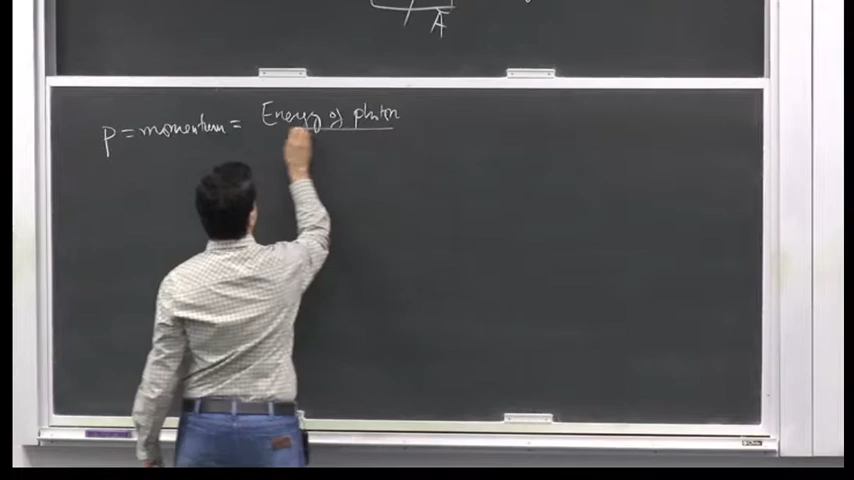 A
P = momentum = Energy of photon